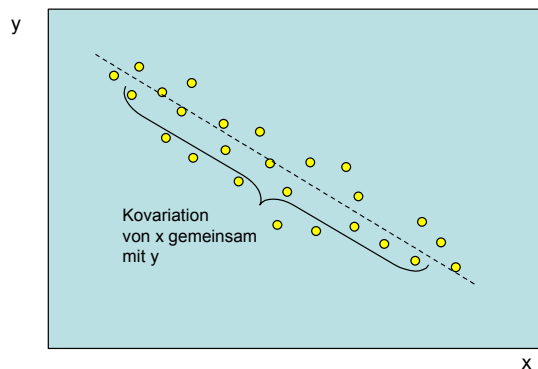 y
Kovariation
von x gemeinsam
mit y
x